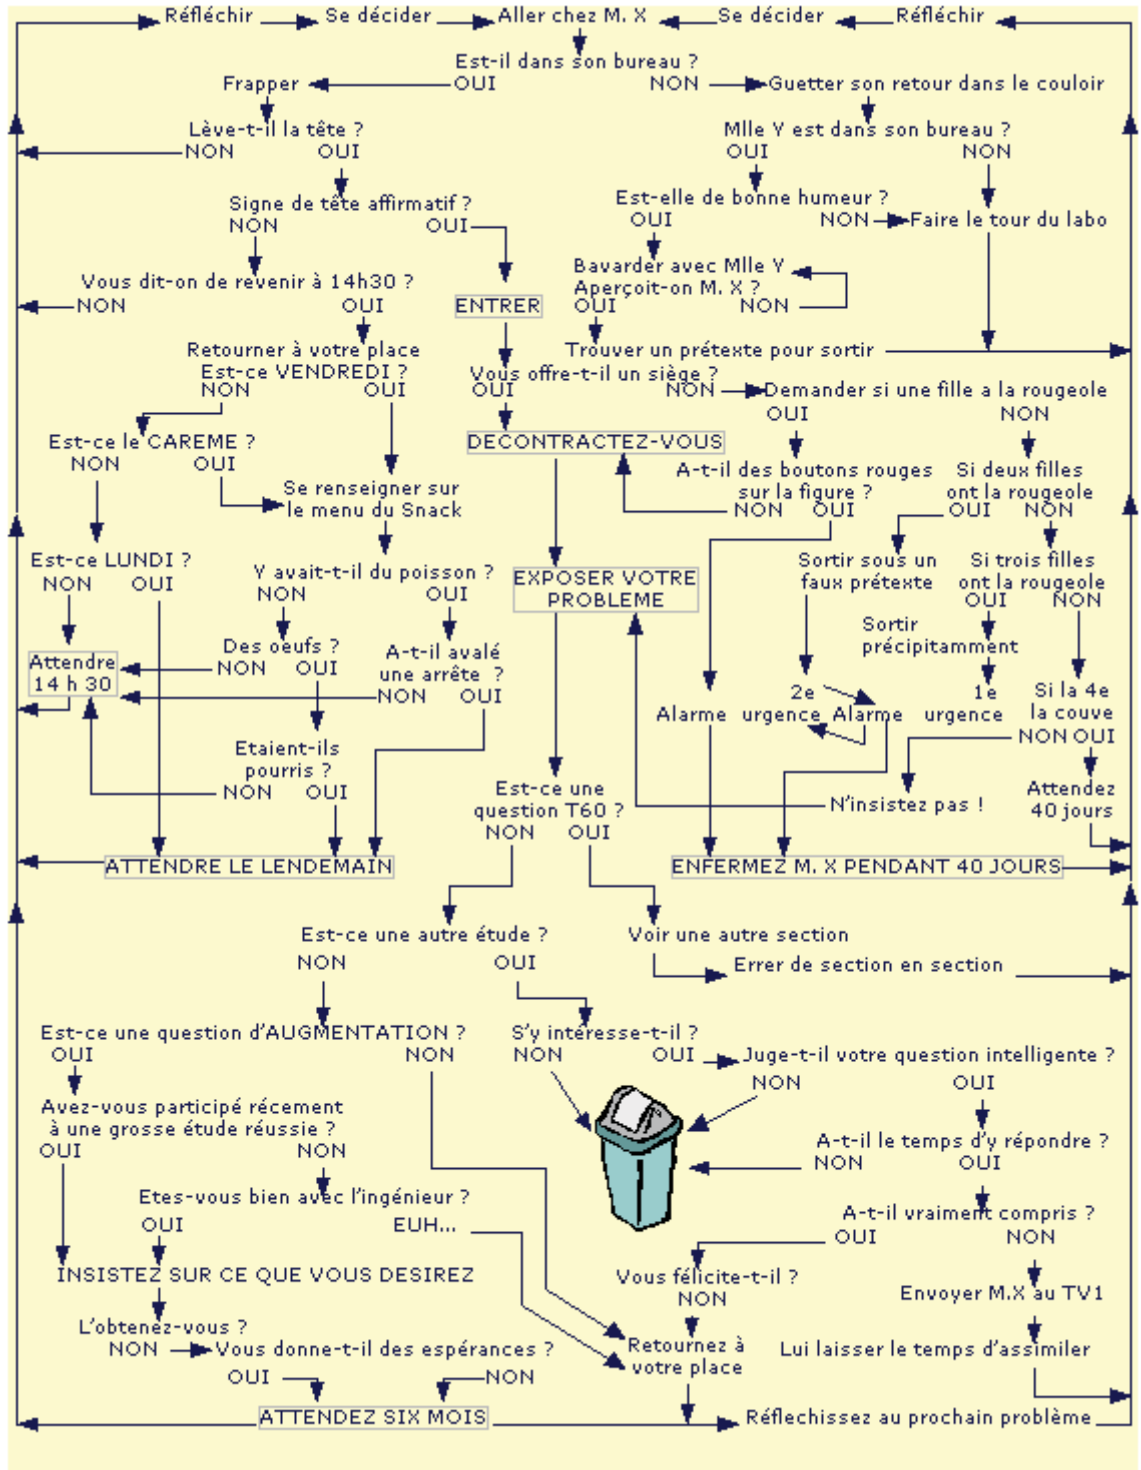 Réfléchir Se décider Aller chez M. X Se décider Réfléchir
Est-il dans son bureau ?
Frapper OUI NON Guetter son retour dans le couloir
Lève-t-il la tête ? Mlle Y est dans son bureau ?
NON OUI OUI NON
Signe de tête affirmatif ? Est-elle de bonne humeur ?
NON OUI OUI NON Faire le tour du labo
Vous dit-on de revenir à 14h30 ? Bavarder avec Mlle Y
Aperçoit-on M. X ?
NON OUI ENTRER OUI NON
Retourner à votre place Trouver un prétexte pour sortir
Est-ce VENDREDI ? Vous offre-t-il un siège ?
NON OUI OUI NON Demander si une fille a la rougeole
OUI NON
Est-ce le CAREME ? DECONTRACTEZ-VOUS
NON OUI A-t-il des boutons rouges Si deux filles
Se renseigner sur sur la figure ? ont la rougeole
le menu du Snack NON OUI OUI NON
Est-ce LUNDI ? Sortir sous un Si trois filles
NON OUI Y avait-t-il du poisson ? EXPOSER VOTRE faux prétexte ont la rougeole
NON OUI PROBLEME OUI NON
Des oeufs ? A-t-il avalé Sortir
Attendre NON OUI une arrête ? précipitamment
14 h 30 NON OUI 2e 1e Si la 4e
Alarme urgence Alarme urgence la couve
Etaient-ils NON OUI
pourris ? Est-ce une Attendez
NON OUI question T60 ? N'insistez pas ! 40 jours
NON OUI
ATTENDRE LE LENDEMAIN ENFERMEZ M. X PENDANT 40 JOURS
Est-ce une autre étude ? Voir une autre section
NON OUI Errer de section en section
Est-ce une question d'AUGMENTATION ? S'y intéresse-t-il ?
OUI NON NON OUI Juge-t-il votre question intelligente ?
NON OUI
Avez-vous participé récement
à une grosse étude réussie ? A-t-il le temps d'y répondre ?
OUI NON NON OUI
Etes-vous bien avec l'ingénieur ? A-t-il vraiment compris ?
OUI EUH... OUI NON
INSISTEZ SUR CE QUE VOUS DESIREZ Vous félicite-t-il ?
NON Envoyer M.X au TV1
L'obtenez-vous ?
NON Vous donne-t-il des espérances ? Retournez à Lui laisser le temps d'assimiler
OUI NON votre place
ATTENDEZ SIX MOIS Réflechissez au prochain problème